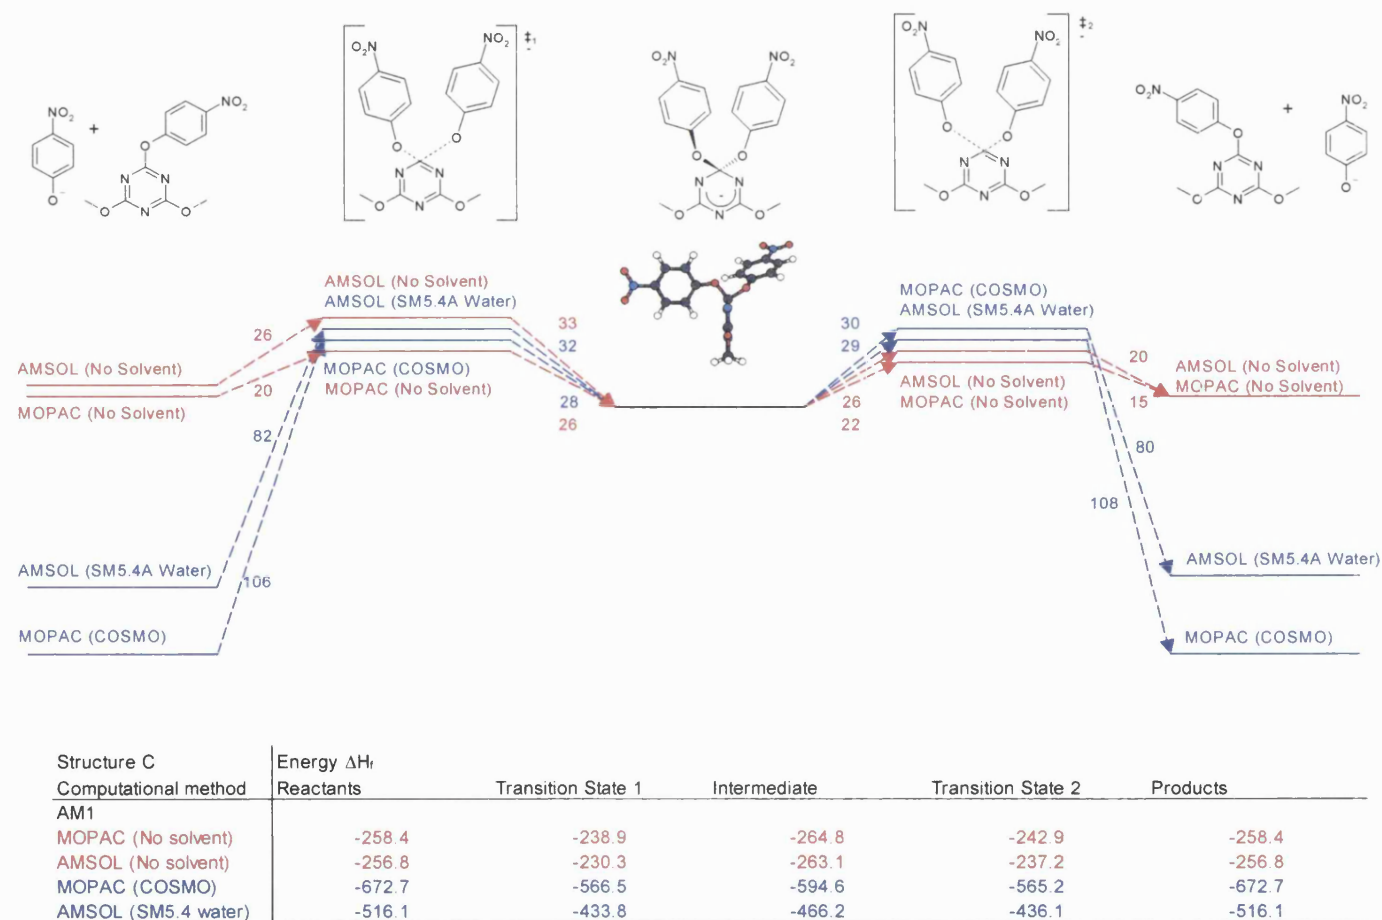 NO2
O
-
+
NO2
O
N
N
N
O
O
O2N
NO2
‡1
-
O
O
N
N
N
O
O
O2N
NO2
O
O
N
N
-
N
O
O
O2N
NO2
‡2
-
O
O
N
N
N
O
O
O2N
O
N
N
N
O
O
+
NO2
O
-
AMSOL (No Solvent)
AMSOL (SM5.4A Water)
MOPAC (COSMO)
AMSOL (SM5.4A Water)
26
33
30
32
29
AMSOL (No Solvent)
20
MOPAC (No Solvent)
MOPAC (COSMO)
MOPAC (No Solvent)
28
26
AMSOL (No Solvent)
MOPAC (No Solvent)
26
22
20
15
AMSOL (No Solvent)
MOPAC (No Solvent)
82
80
108
AMSOL (SM5.4A Water)
106
AMSOL (SM5.4A Water)
MOPAC (COSMO)
MOPAC (COSMO)
Structure C Energy ΔHf
Computational method Reactants Transition State 1 Intermediate Transition State 2 Products
AM1
MOPAC (No solvent) -258.4 -238.9 -264.8 -242.9 -258.4
AMSOL (No solvent) -256.8 -230.3 -263.1 -237.2 -256.8
MOPAC (COSMO) -672.7 -566.5 -594.6 -565.2 -672.7
AMSOL (SM5.4 water) -516.1 -433.8 -466.2 -436.1 -516.1